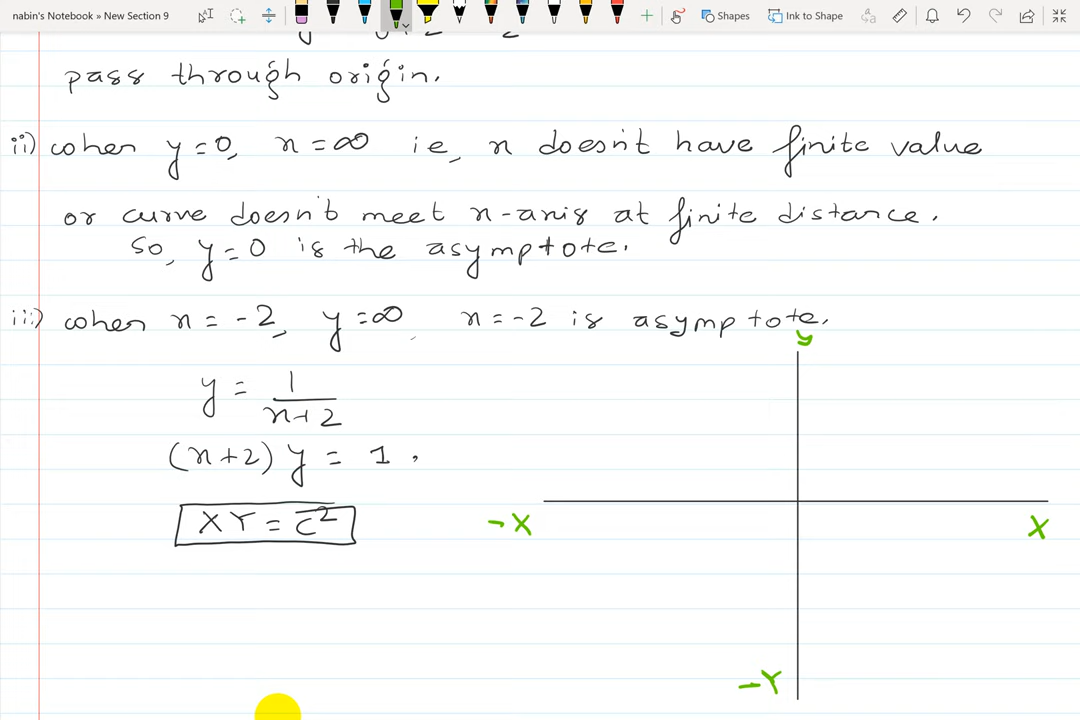 nabin's Notebook » New Section 9
Shapes
Ink to Shape
pass through origin.
ii) when y=0, x=∞ ie, x doesn't have finite value
or curve doesn't meet x-axis at finite distance.
So, y=0 is the asymptote.
iii) when x = -2, y=∞ x=-2 is asymptote.
y = 1/(x+2)
(x+2) y = 1.
XY = c²
y
-X
X
-Y